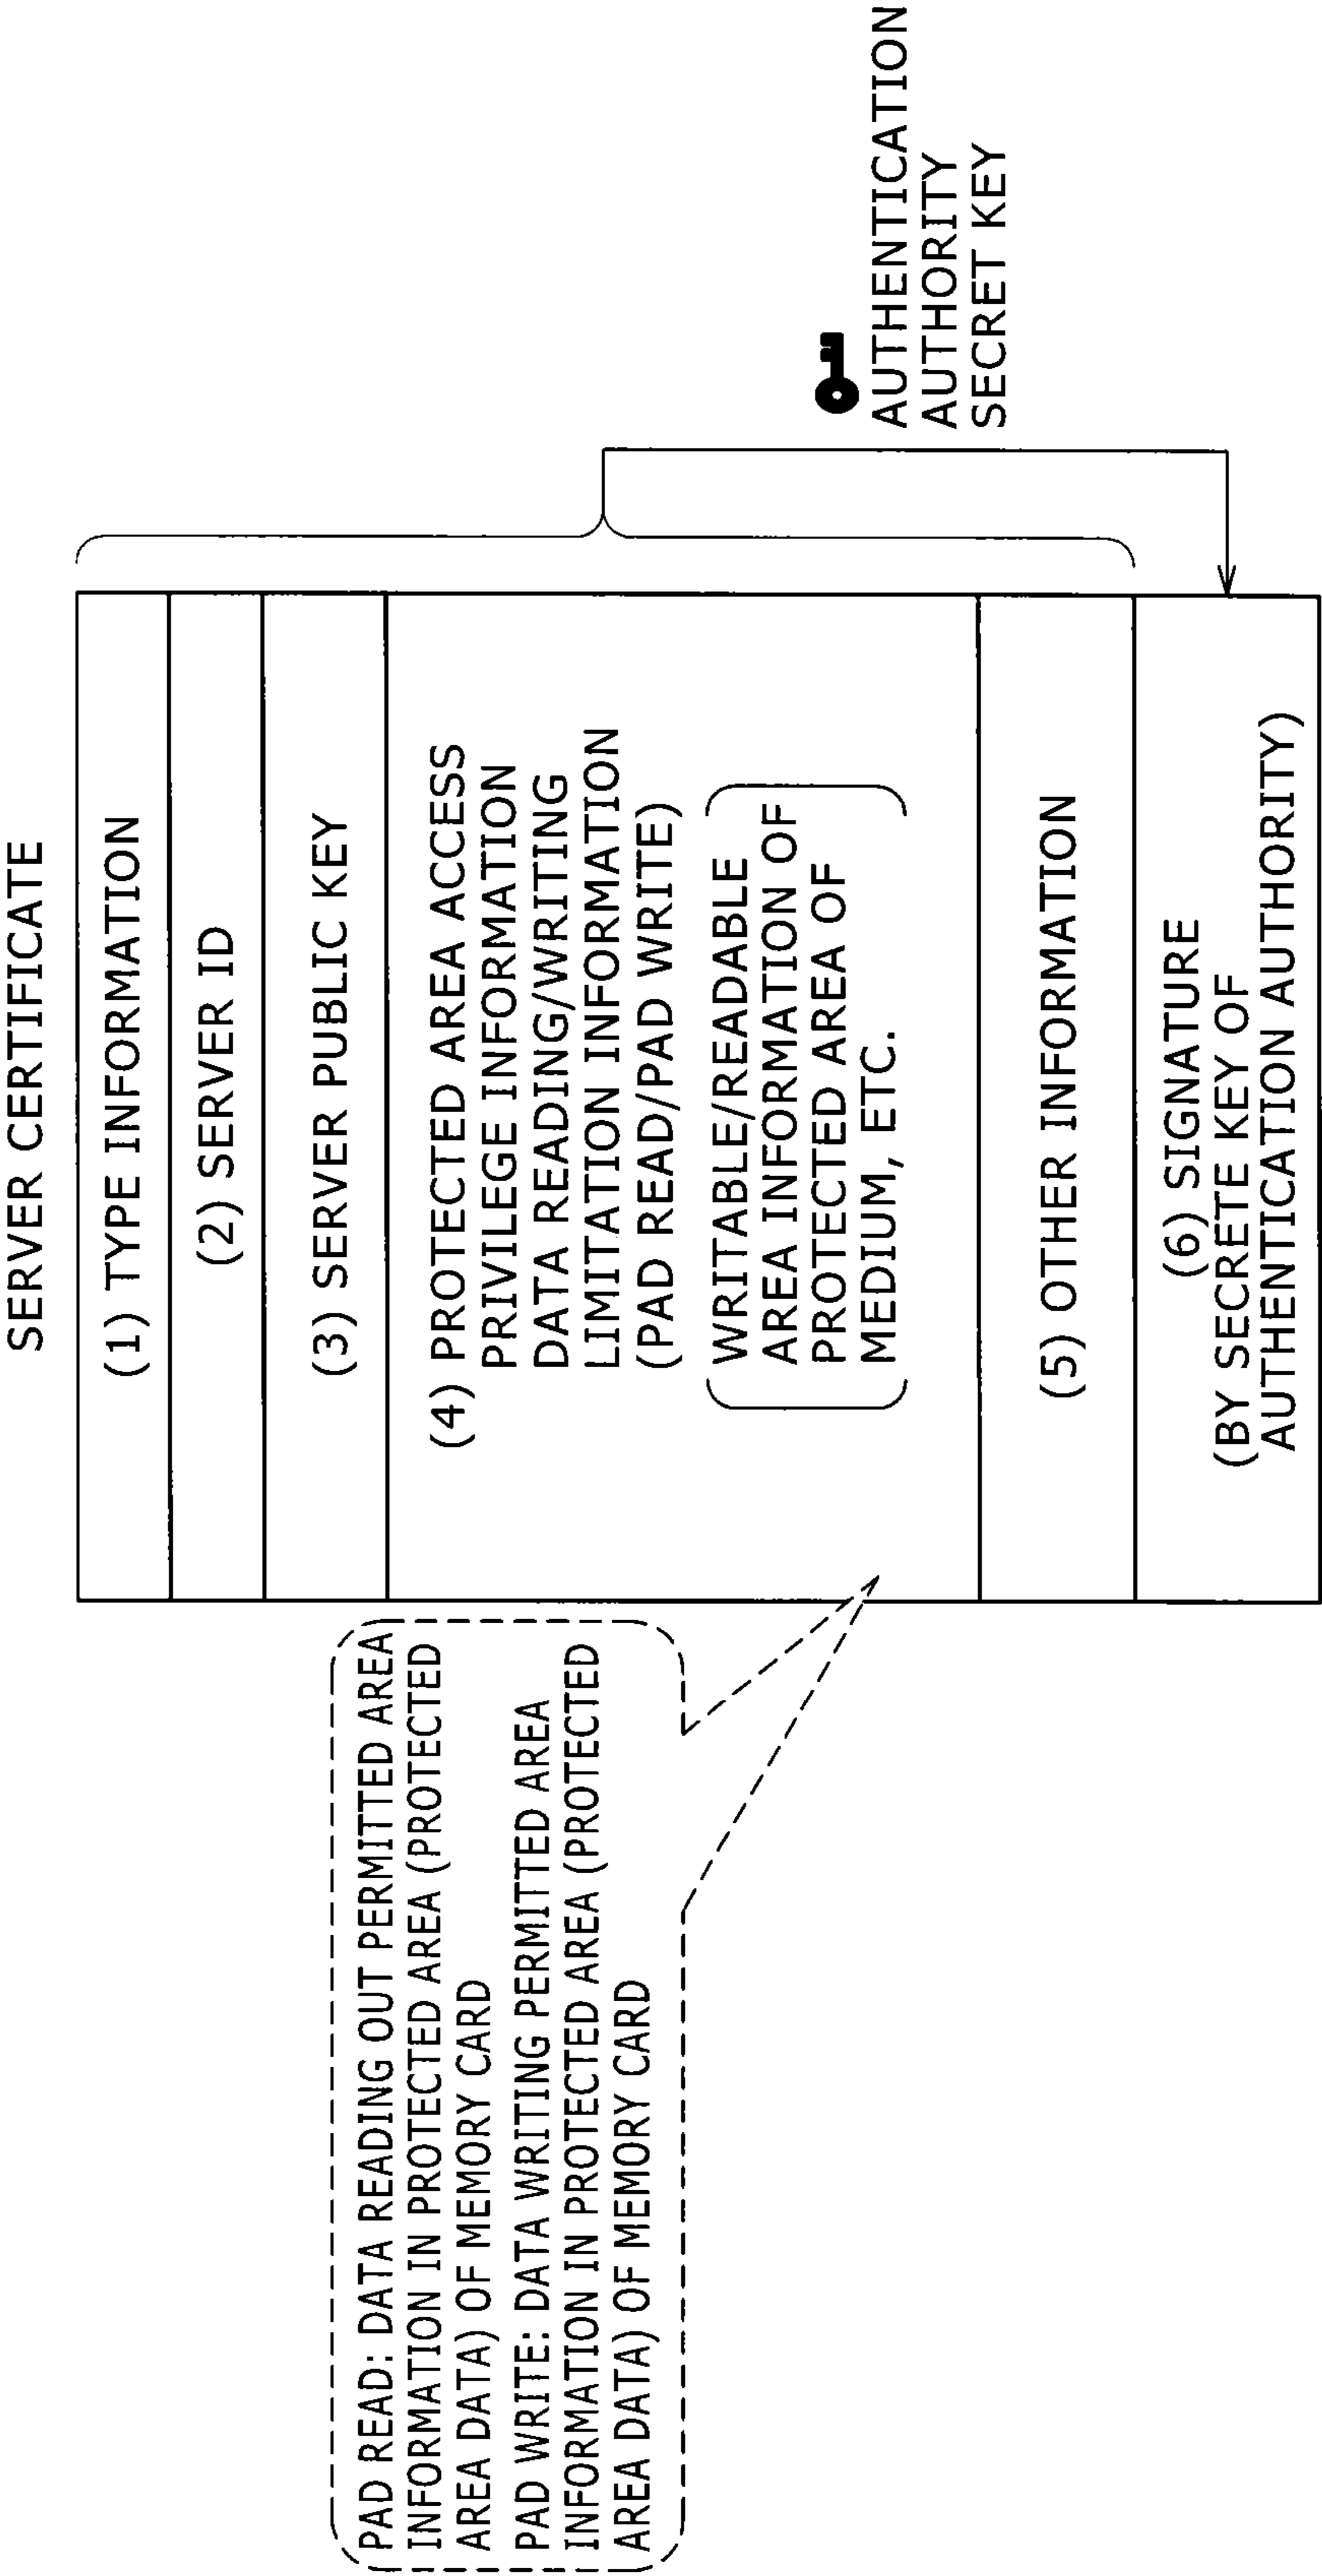 SERVER CERTIFICATE
(1) TYPE INFORMATION
(2) SERVER ID
(3) SERVER PUBLIC KEY
(4) PROTECTED AREA ACCESS
PRIVILEGE INFORMATION
DATA READING/WRITING
LIMITATION INFORMATION
(PAD READ/PAD WRITE)
WRITABLE/READABLE
AREA INFORMATION OF
PROTECTED AREA OF
MEDIUM, ETC.
(5) OTHER INFORMATION
(6) SIGNATURE
(BY SECRETE KEY OF
AUTHENTICATION AUTHORITY)
PAD READ: DATA READING OUT PERMITTED AREA
INFORMATION IN PROTECTED AREA (PROTECTED
AREA DATA) OF MEMORY CARD
PAD WRITE: DATA WRITING PERMITTED AREA
INFORMATION IN PROTECTED AREA (PROTECTED
AREA DATA) OF MEMORY CARD
AUTHENTICATION
AUTHORITY
SECRET KEY